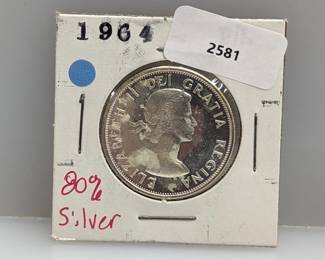 1964
2581
ELIZABETH II DEI GRATIA REGINA
80%
Silver